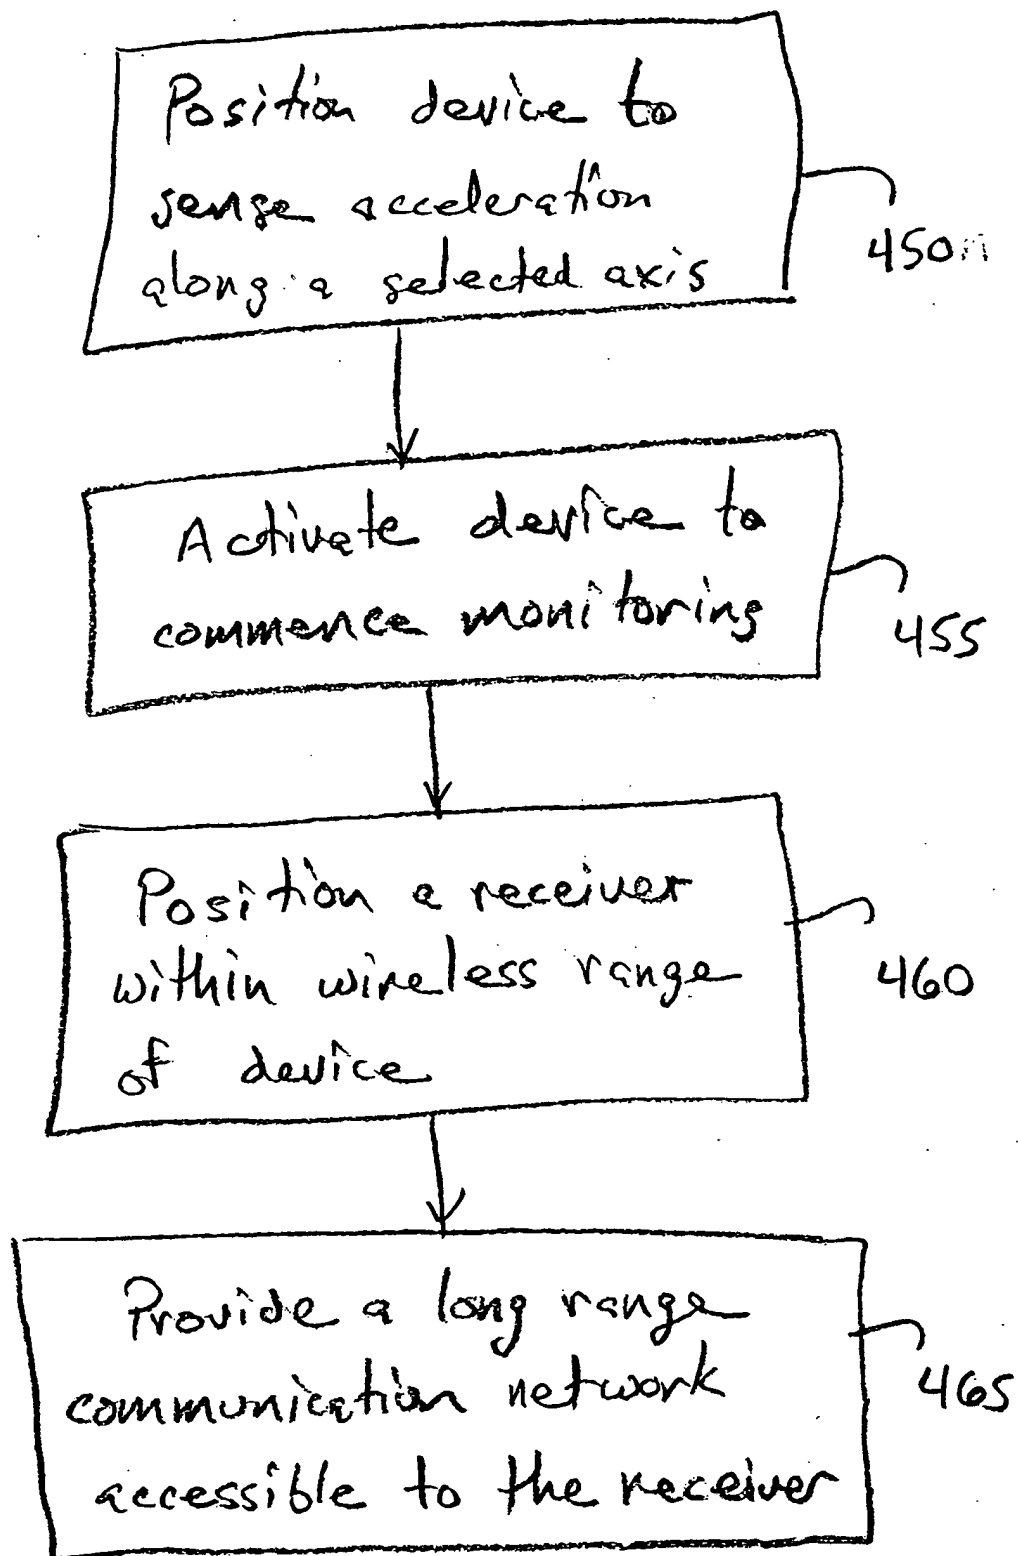 Position device to
sense acceleration
along a selected axis
450
Activate device to
commence monitoring
455
Position a receiver
within wireless range
of device
460
Provide a long range
communication network
accessible to the receiver
465